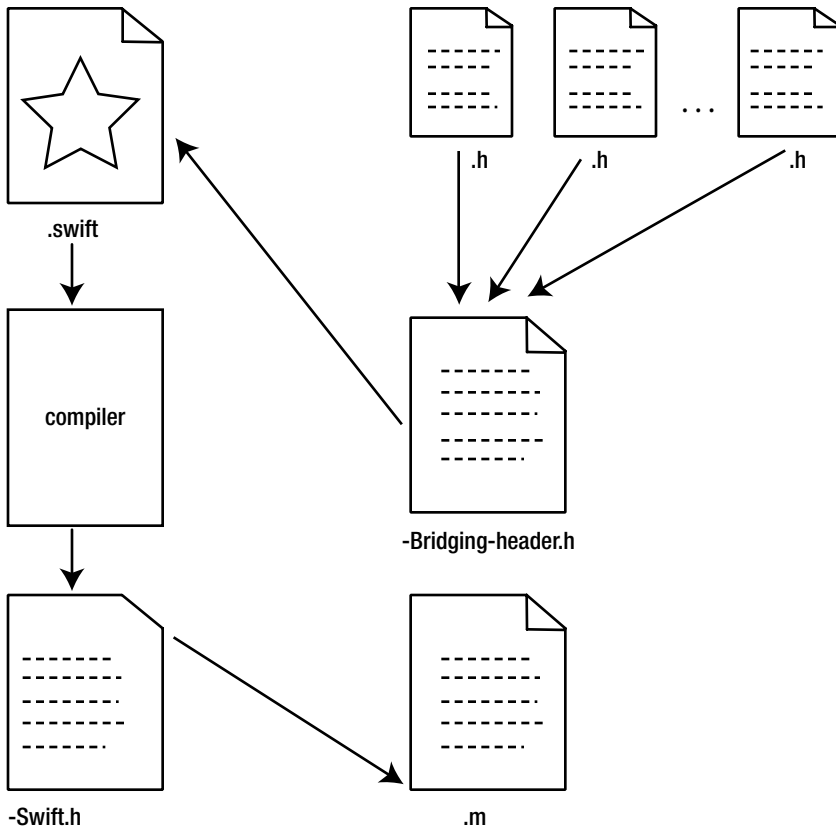 .h
.h
. . .
.h
.swift
compiler
-Bridging-header.h
-Swift.h
.m